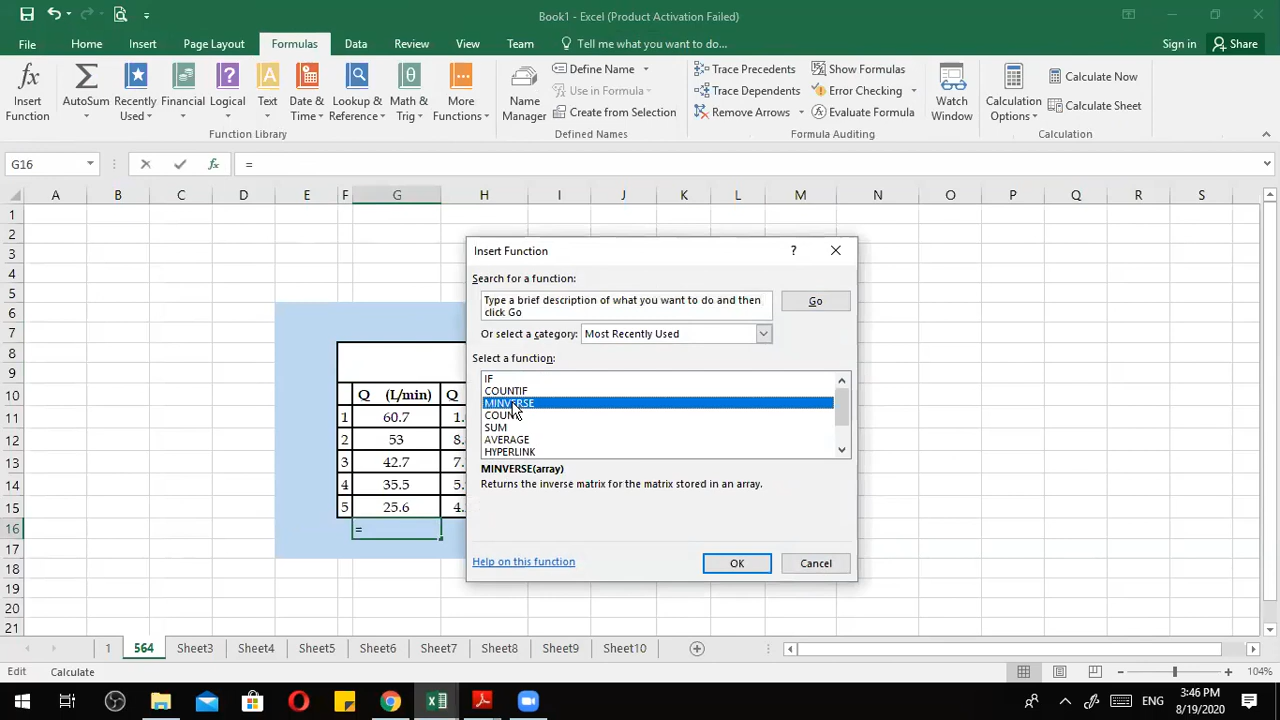 Book1 - Excel (Product Activation Failed)
File Home Insert Page Layout Formulas Data Review View Team Tell me what you want to do... Sign in Share
Insert Function
AutoSum
Recently Used
Financial
Logical
Text
Date & Time
Lookup & Reference
Math & Trig
More Functions
Function Library
Name Manager
Define Name
Use in Formula
Create from Selection
Defined Names
Trace Precedents
Trace Dependents
Remove Arrows
Show Formulas
Error Checking
Evaluate Formula
Formula Auditing
Watch Window
Calculation Options
Calculate Now
Calculate Sheet
Calculation
G16 fx =
A B C D E F G H I J K L M N O P Q R S
1
2
3
4
5
6
7
8
9
10 Q (L/min) Q
11 1 60.7 1.
12 2 53 8.
13 3 42.7 7.
14 4 35.5 5.
15 5 25.6 4.
16 =
17
18
19
20
21
Insert Function ?
Search for a function:
Type a brief description of what you want to do and then
click Go
Go
Or select a category: Most Recently Used
Select a function:
IF
COUNTIF
MINVERSE
COUNT
SUM
AVERAGE
HYPERLINK
MINVERSE(array)
Returns the inverse matrix for the matrix stored in an array.
Help on this function OK Cancel
1 564 Sheet3 Sheet4 Sheet5 Sheet6 Sheet7 Sheet8 Sheet9 Sheet10
Edit Calculate 104%
ENG 3:46 PM
8/19/2020